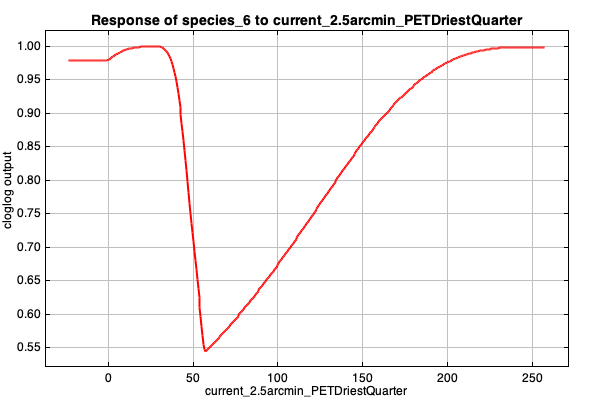 Response of species_6 to current_2.5arcmin_PETDriestQuarter
cloglog output
1.00
0.95
0.90
0.85
0.80
0.75
0.70
0.65
0.60
0.55
0 50 100 150 200 250
current_2.5arcmin_PETDriestQuarter